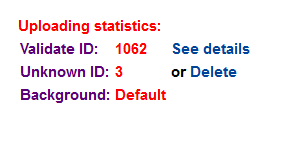 Uploading statistics:
Validate ID: 1062 See details
Unknown ID: 3 or Delete
Background: Default